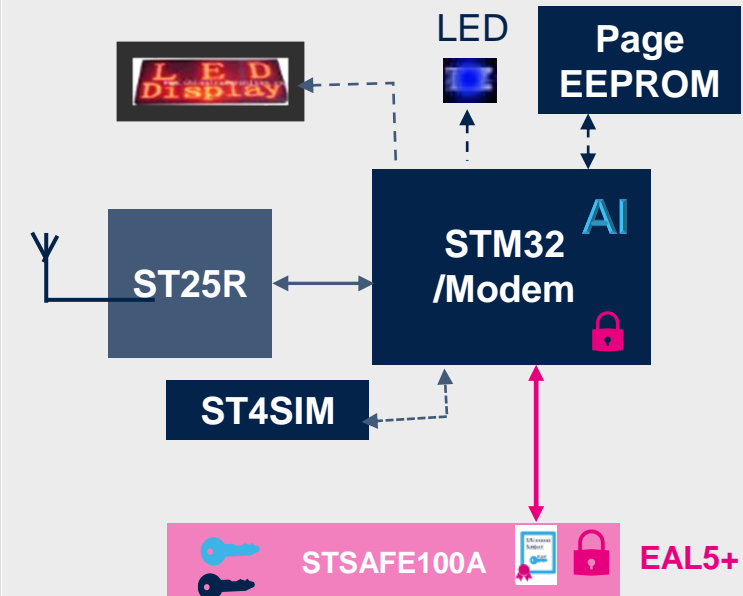 LED
Page
EEPROM
LED
Display
AI
STM32
/Modem
ST25R
ST4SIM
STSAFE100A
EAL5+